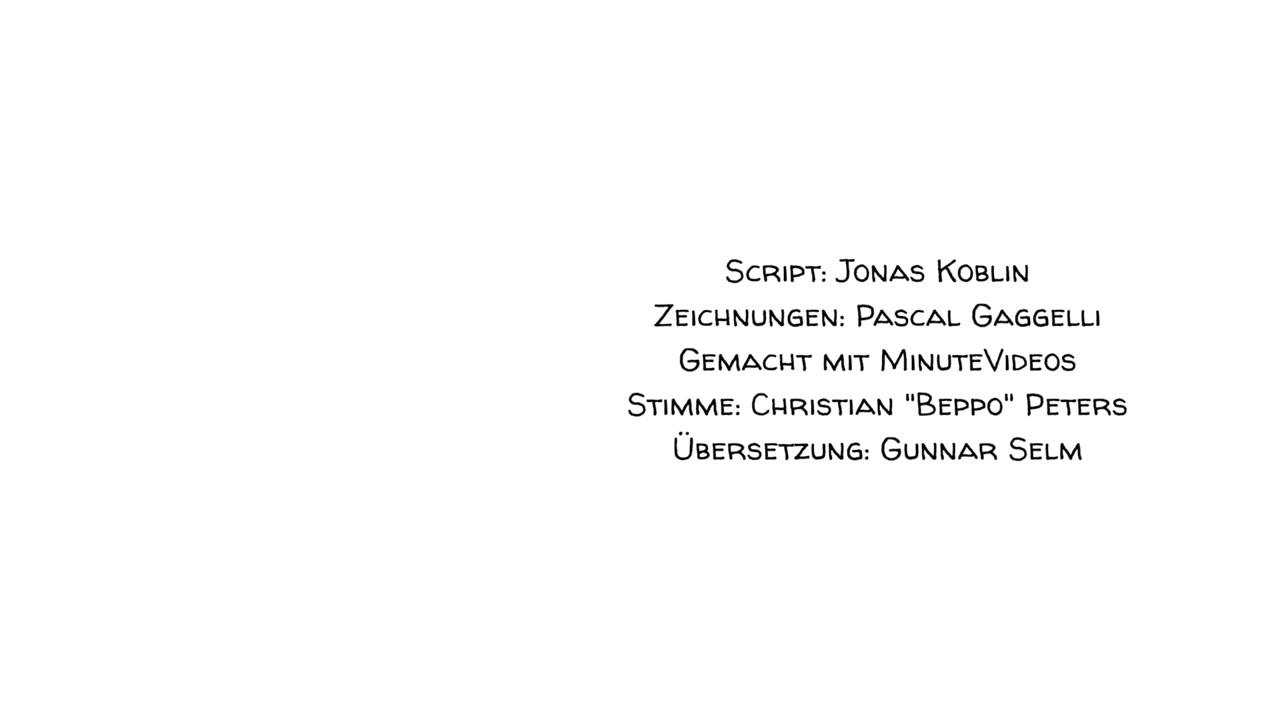 Script: Jonas Koblin
Zeichnungen: Pascal Gaggelli
Gemacht mit MinuteVideos
Stimme: Christian "Beppo" Peters
Übersetzung: Gunnar Selm